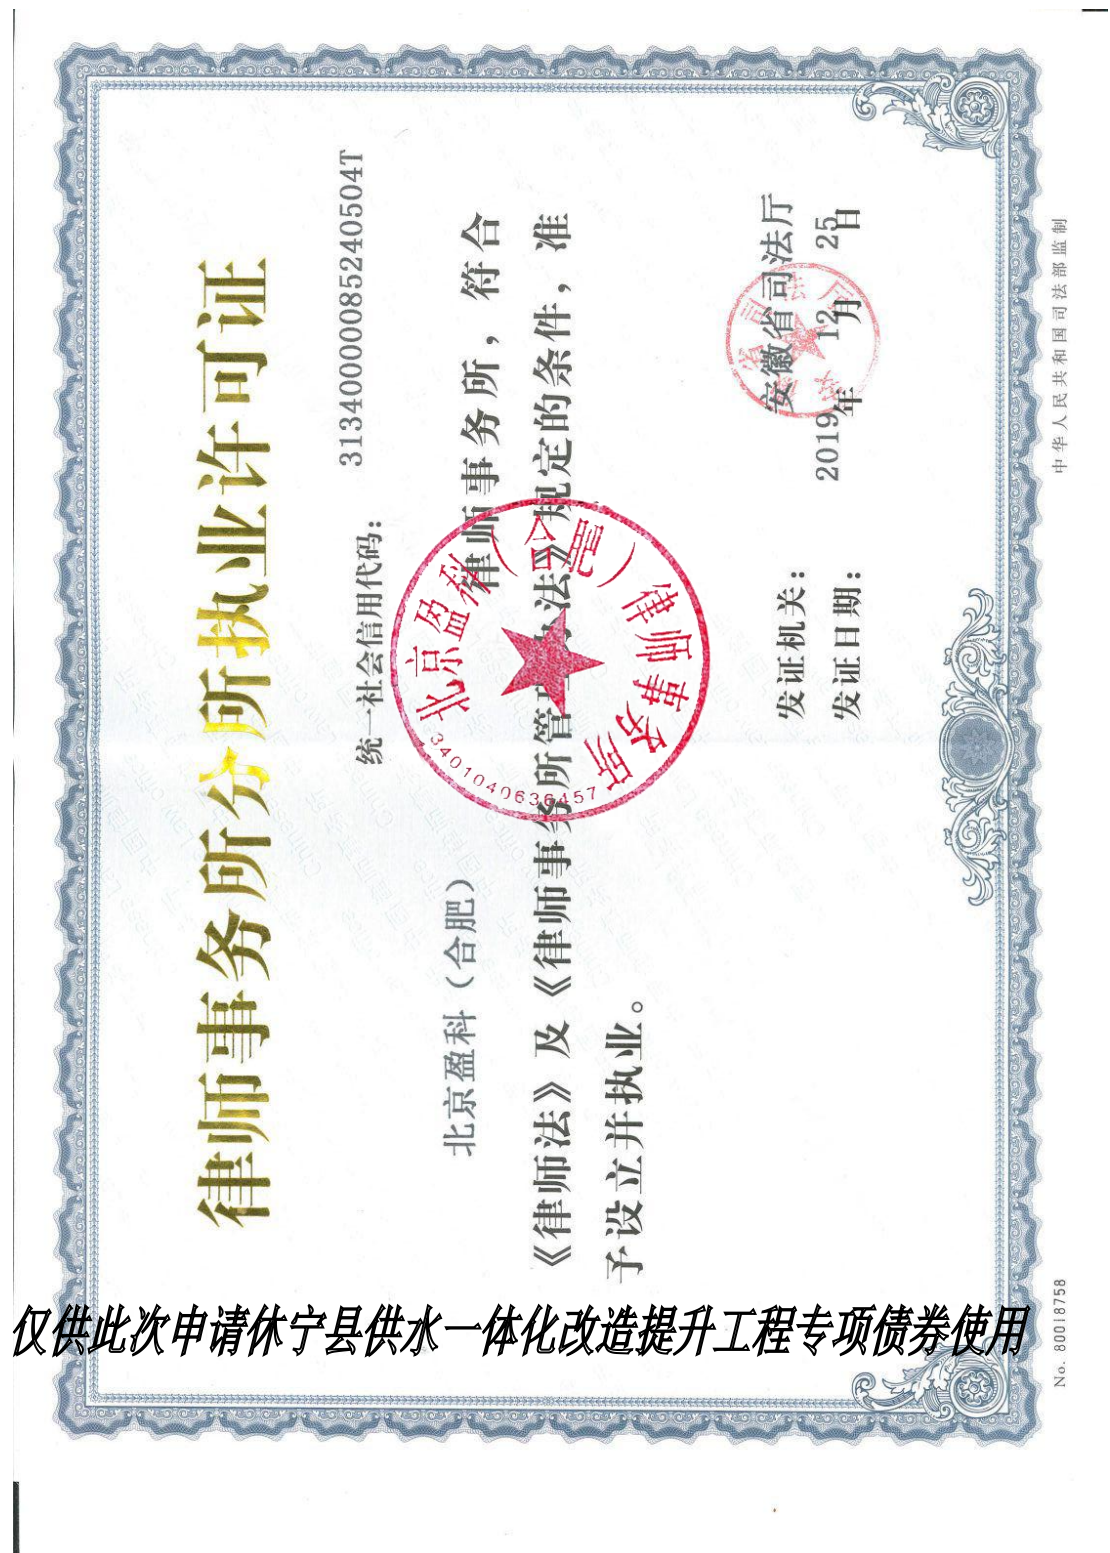 律师事务所分所执业许可证
统一社会信用代码：
31340000085240504T
北京盈科（合肥）
律师事务所，符合
《律师法》及《律师事务所管理办法》规定的条件，准
予设立并执业。
北京盈科（合肥）律师事务所
3401040636457
发证机关：
安徽省司法厅
发证日期：
2019年 12月 25日
中华人民共和国司法部监制
No. 80018758
仅供此次申请休宁县供水一体化改造提升工程专项债券使用